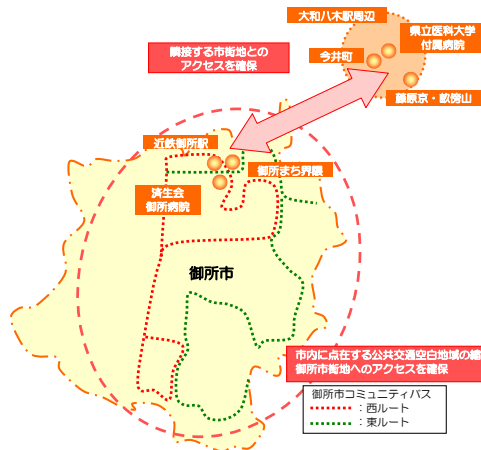 大和八木駅周辺
県立医科大学
付属病院
隣接する市街地との
アクセスを確保
今井町
藤原京・畝傍山
近鉄御所駅
御所まち界隈
済生会
御所病院
御所市
市内に点在する公共交通空白地域の
御所市街地へのアクセスを確保
御所市コミュニティバス
：西ルート
：東ルート